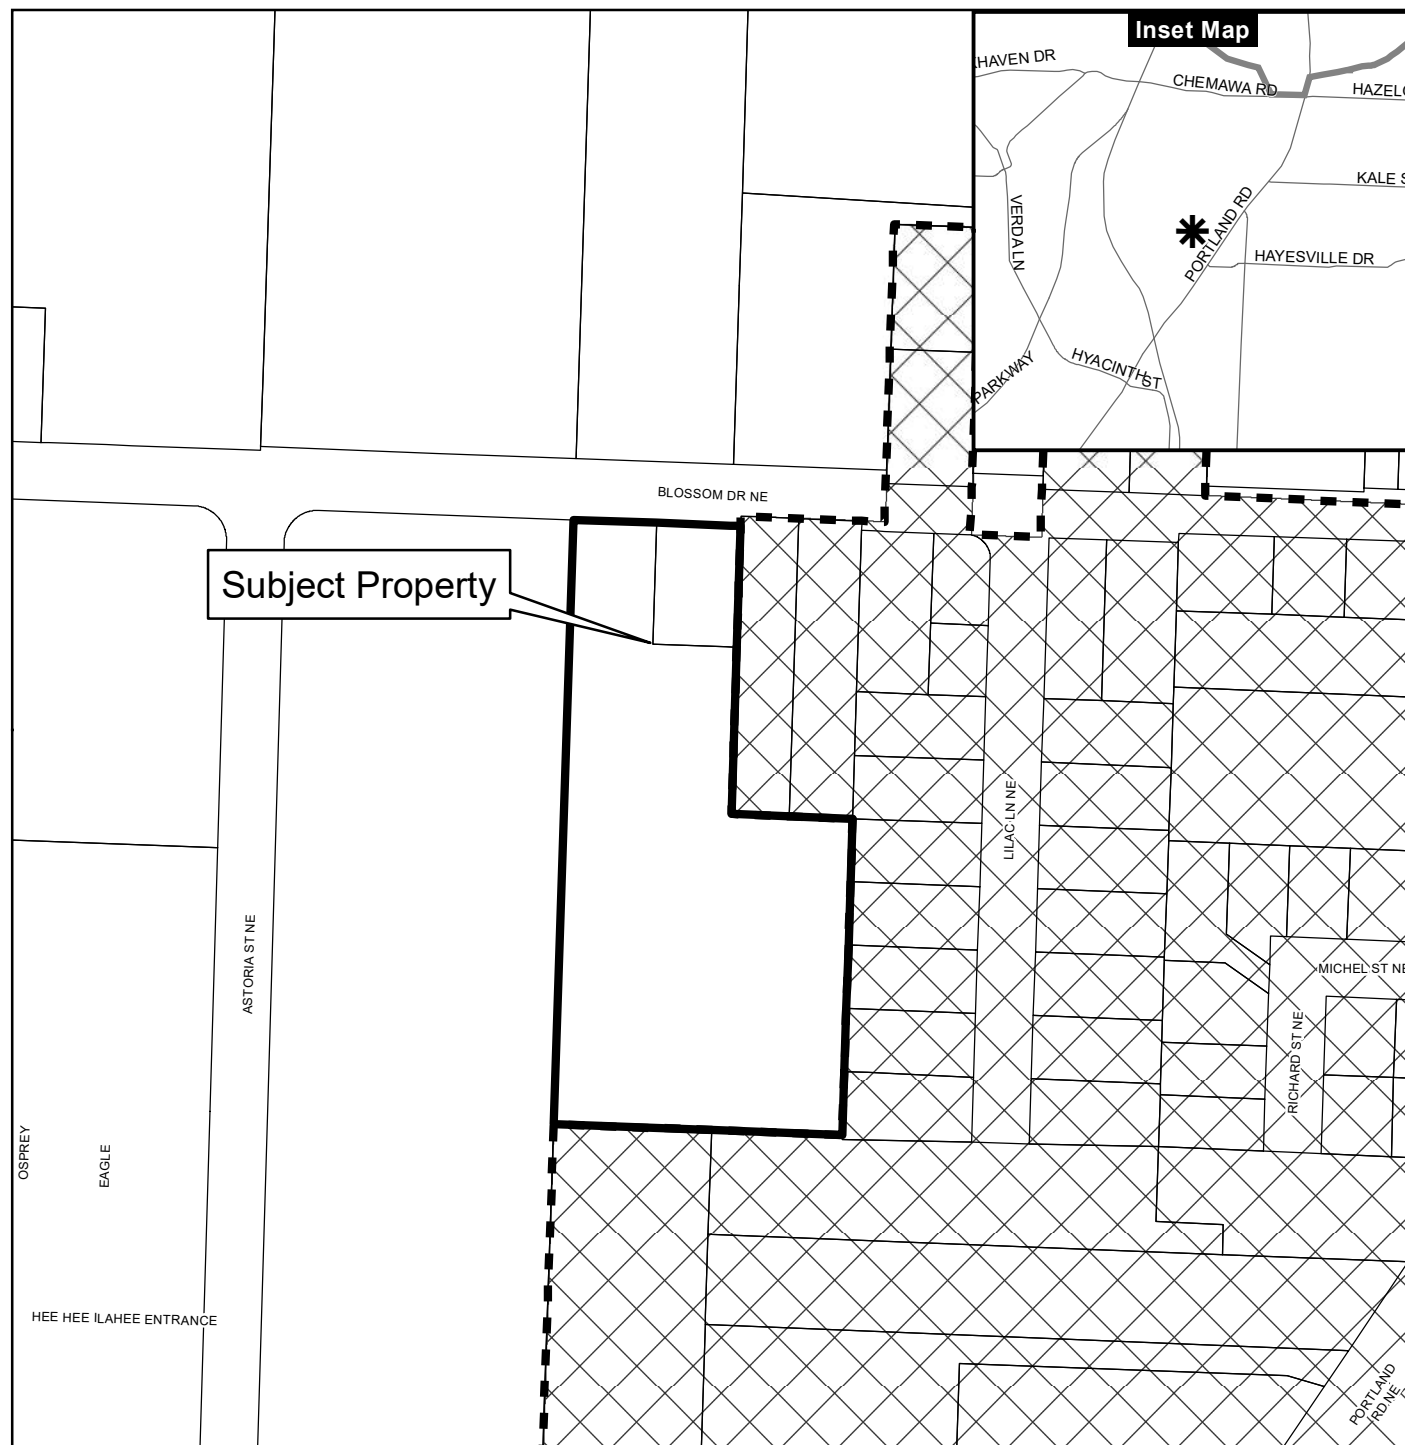 Inset Map
HAVEN DR
CHEMAWA RD
KALE
VERDA LN
PORTLAND RD
HAYESVILLE DR
HYACINTH ST
PARKWAY
BLOSSOM DR NE
Subject Property
LILAC LN NE
ASTORIA ST NE
MICHEL ST NE
RICHARD ST NE
OSPREY
EAGLE
HEE HEE ILAHEE ENTRANCE
PORTLAND
RD NE